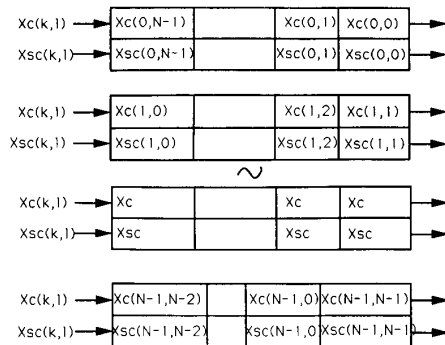 Xc(k,l) Xc(0,N-1) Xc(0,1) Xc(0,0)
Xsc(k,l) Xsc(0,N-1) Xsc(0,1) Xsc(0,0)
Xc(k,l) Xc(1,0) Xc(1,2) Xc(1,1)
Xsc(k,l) Xsc(1,0) Xsc(1,2) Xsc(1,1)
~
Xc(k,l) Xc Xc Xc
Xsc(k,l) Xsc Xsc Xsc
Xc(k,l) Xc(N-1,N-2) Xc(N-1,0) Xc(N-1,N-1)
Xsc(k,l) Xsc(N-1,N-2) Xsc(N-1,0) Xsc(N-1,N-1)